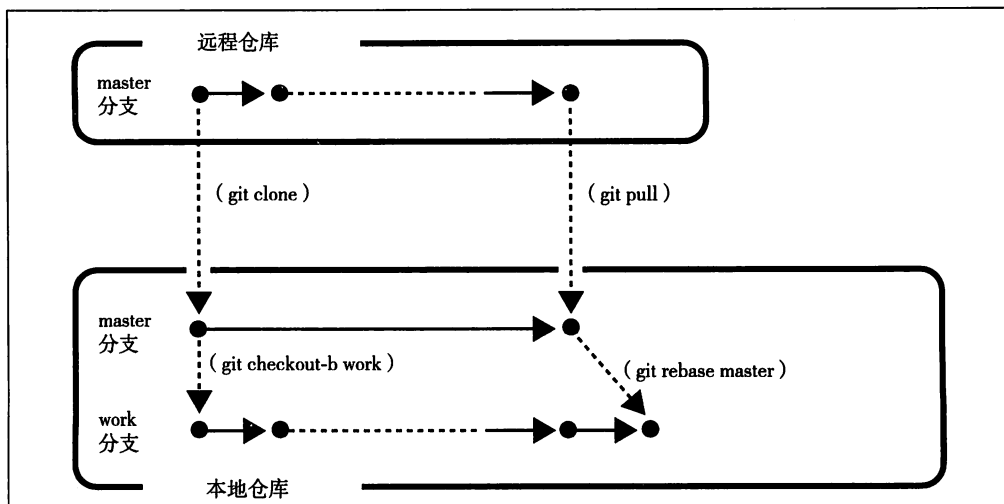 远程仓库
master
分支
（git clone）
（git pull）
master
分支
（git checkout-b work）
（git rebase master）
work
分支
本地仓库